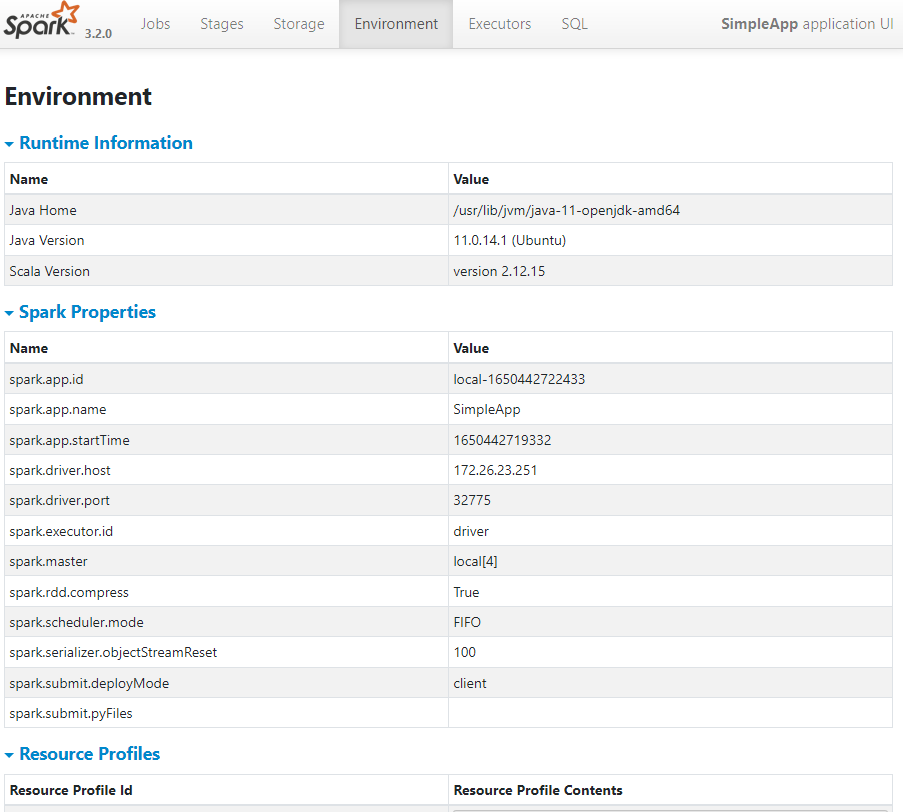 APACHE
Spark 3.2.0 Jobs Stages Storage Environment Executors SQL SimpleApp application UI
Environment
Runtime Information
Name Value
Java Home /usr/lib/jvm/java-11-openjdk-amd64
Java Version 11.0.14.1 (Ubuntu)
Scala Version version 2.12.15
Spark Properties
Name Value
spark.app.id local-1650442722433
spark.app.name SimpleApp
spark.app.startTime 1650442719332
spark.driver.host 172.26.23.251
spark.driver.port 32775
spark.executor.id driver
spark.master local[4]
spark.rdd.compress True
spark.scheduler.mode FIFO
spark.serializer.objectStreamReset 100
spark.submit.deployMode client
spark.submit.pyFiles
Resource Profiles
Resource Profile Id Resource Profile Contents